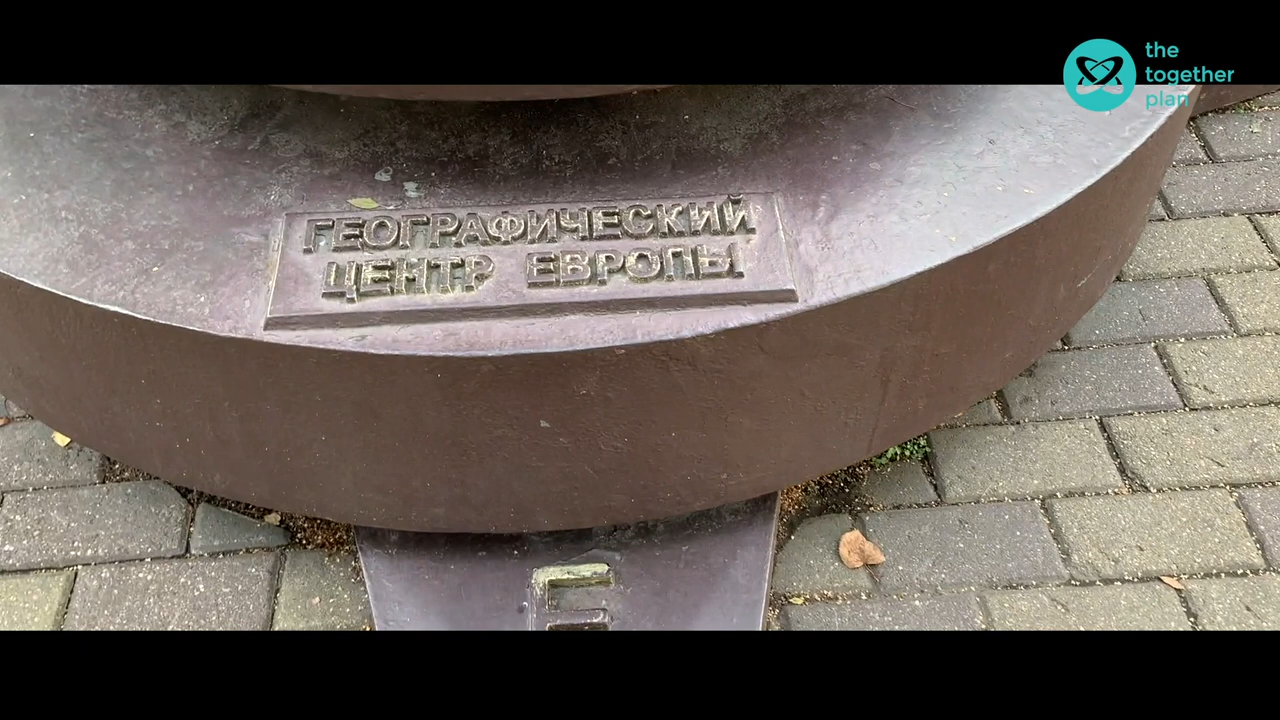 the
together
plan
ГЕОГРАФИЧЕСКИЙ
ЦЕНТР ЕВРОПЫ